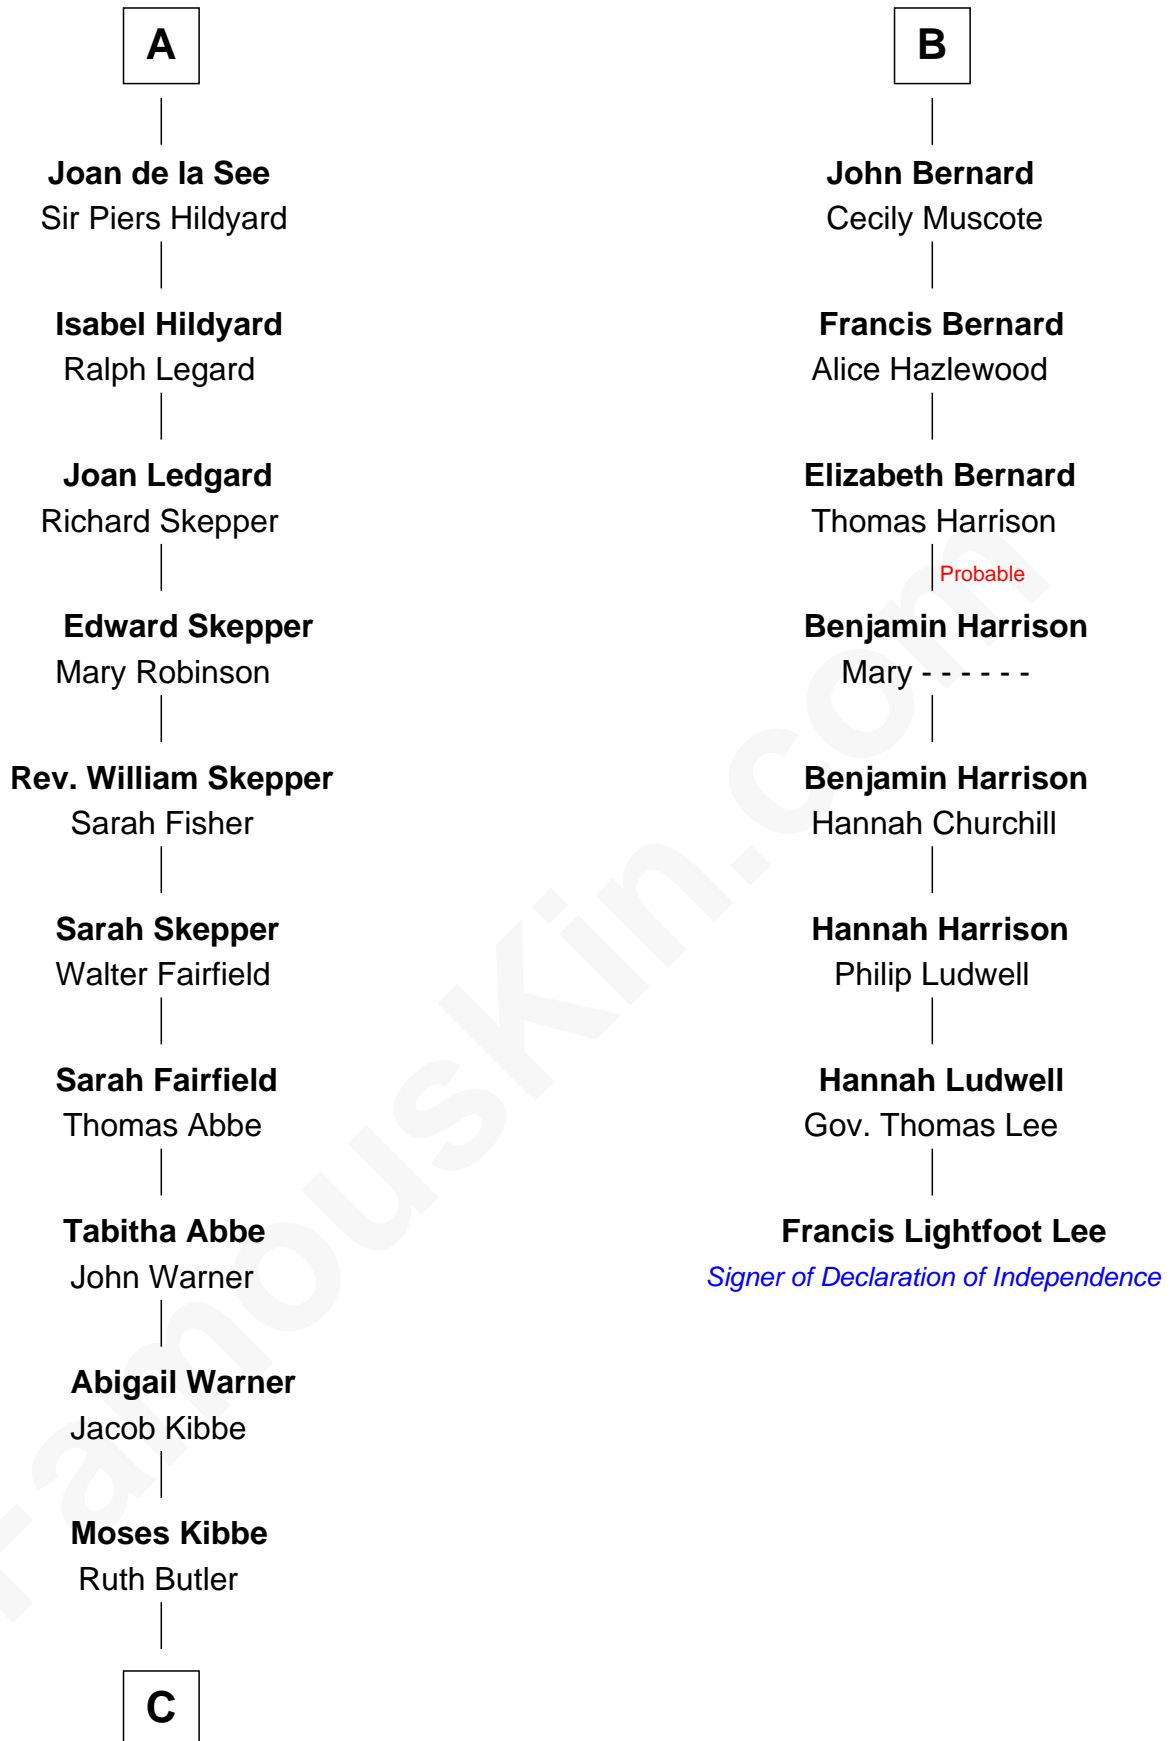 A
Joan de la See
Sir Piers Hildyard
Isabel Hildyard
Ralph Legard
Joan Ledgard
Richard Skepper
Edward Skepper
Mary Robinson
Rev. William Skepper
Sarah Fisher
Sarah Skepper
Walter Fairfield
Sarah Fairfield
Thomas Abbe
Tabitha Abbe
John Warner
Abigail Warner
Jacob Kibbe
Moses Kibbe
Ruth Butler
C
B
John Bernard
Cecily Muscote
Francis Bernard
Alice Hazlewood
Elizabeth Bernard
Thomas Harrison
Probable
Benjamin Harrison
Mary - - - - - -
Benjamin Harrison
Hannah Churchill
Hannah Harrison
Philip Ludwell
Hannah Ludwell
Gov. Thomas Lee
Francis Lightfoot Lee
Signer of Declaration of Independence
FamousKin.com